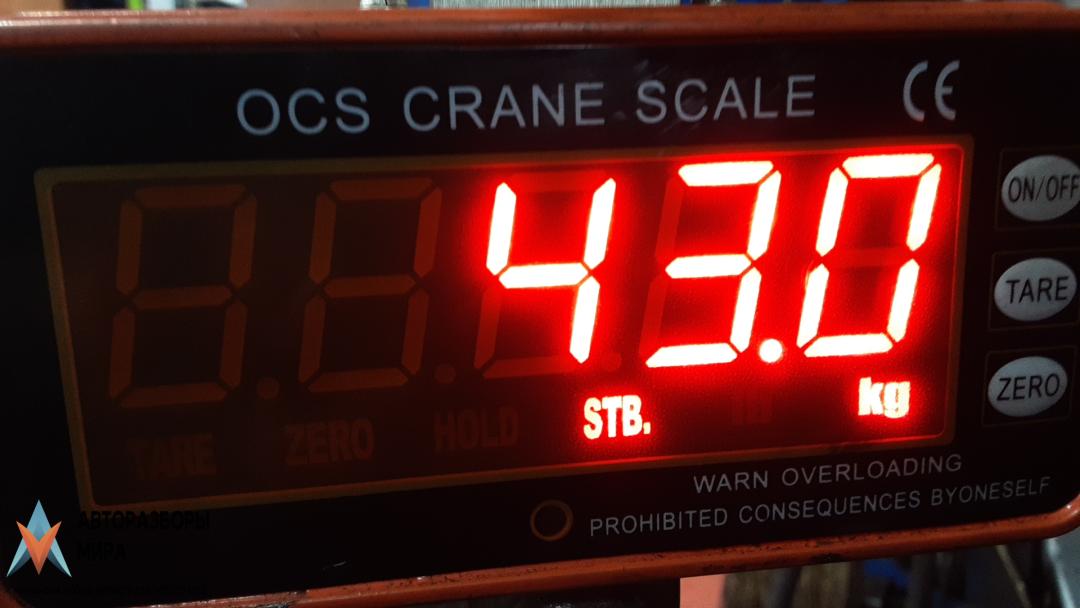 OCS CRANE SCALE CE
ON/OFF
43.0
TARE
ZERO
TARE ZERO HOLD STB. lb kg
WARN OVERLOADING
PROHIBITED CONSEQUENCES BYONESELF
АВТОРАЗБОРЫ
МИРА